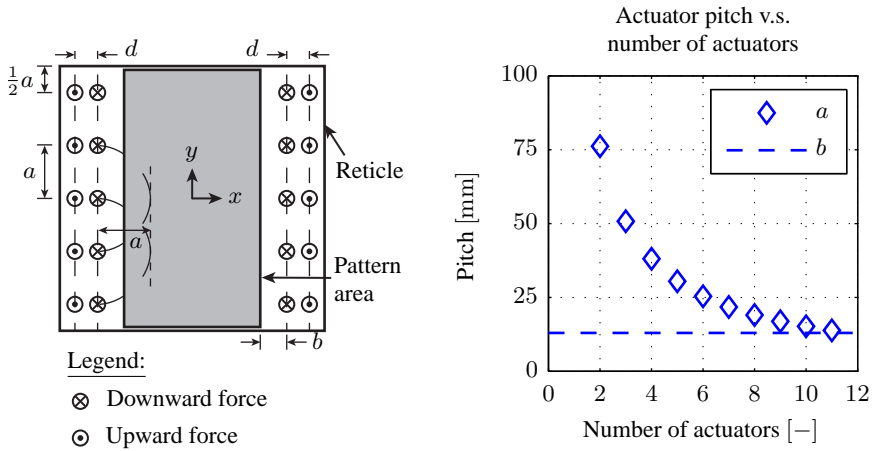 d
d
½a
a
y
x
a
Reticle
Pattern
area
b
Legend:
⊗ Downward force
⊙ Upward force
Actuator pitch v.s.
number of actuators
100
75
50
25
0
Pitch [mm]
a
b
0 2 4 6 8 10 12
Number of actuators [−]